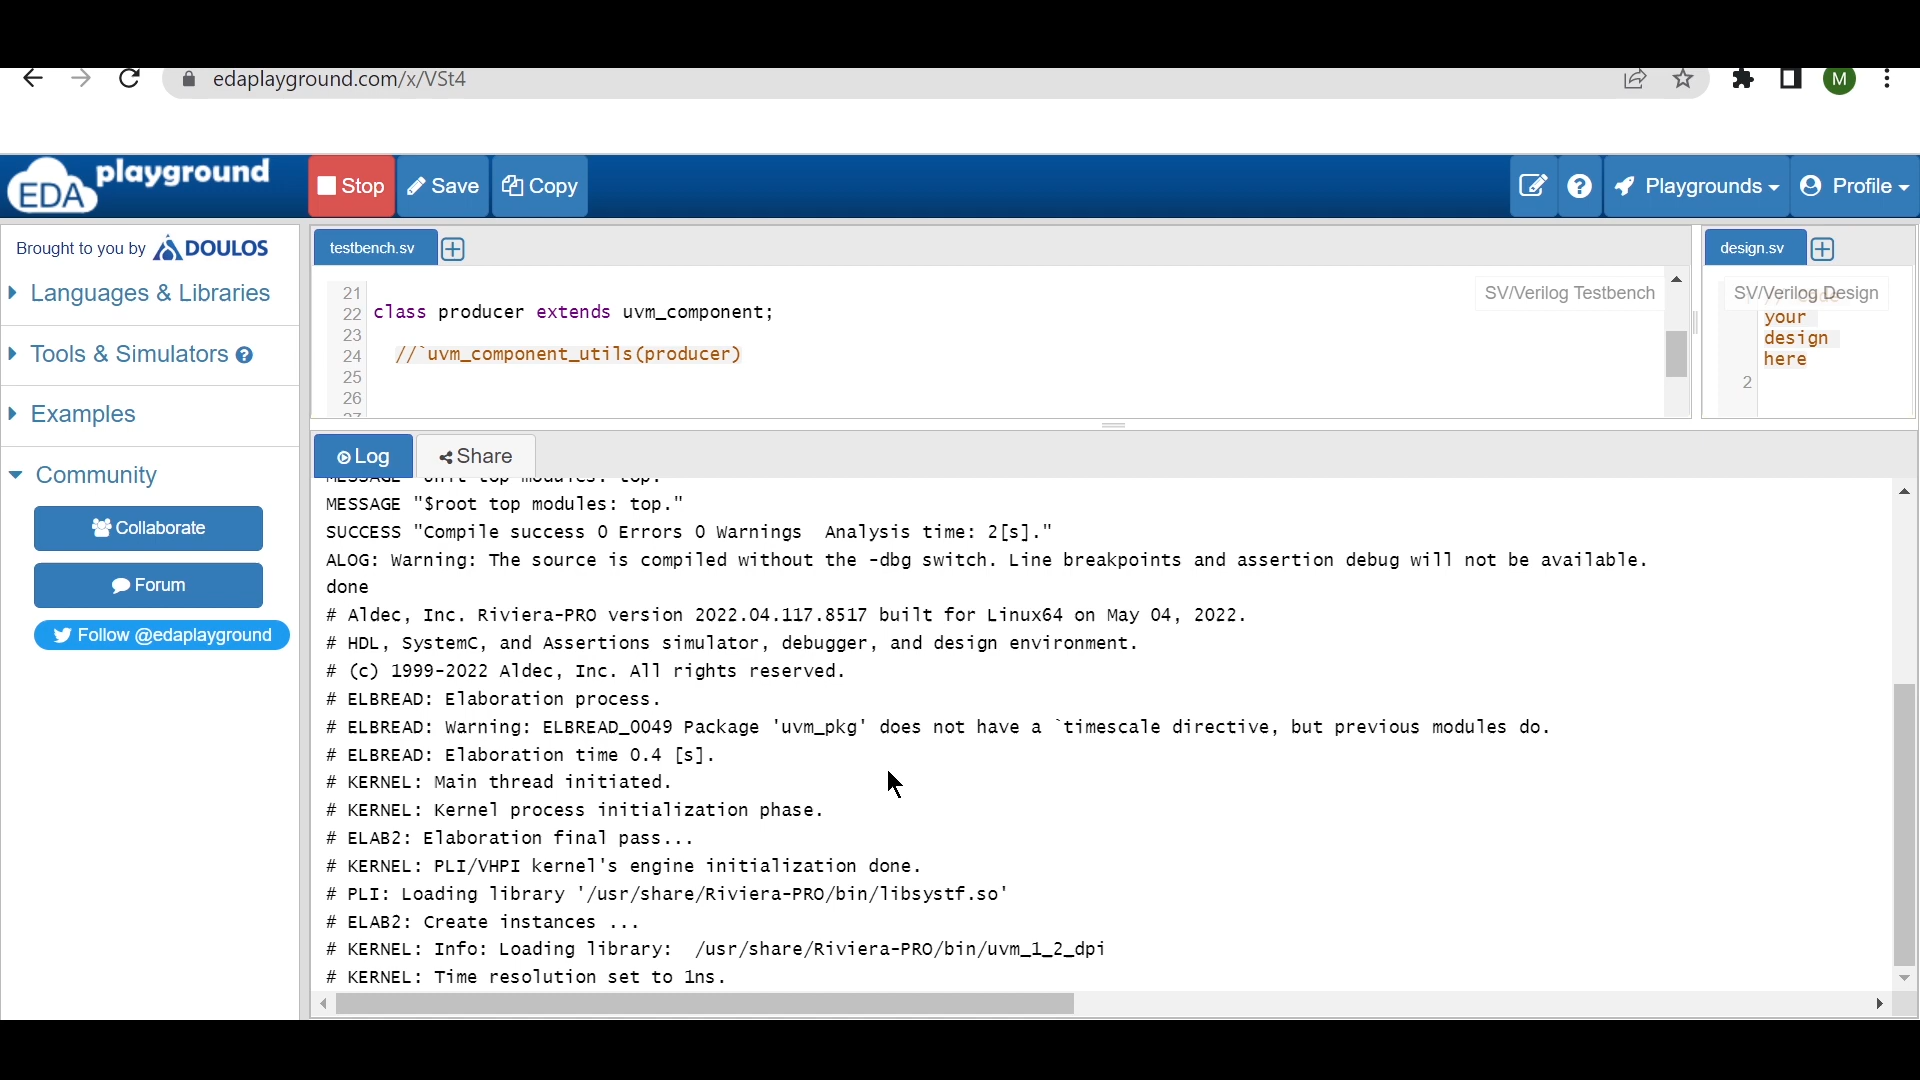 edaplayground.com/x/VSt4
M
EDA playground
Stop
Save
Copy
Playgrounds
Profile
Brought to you by DOULOS
Languages & Libraries
Tools & Simulators
Examples
Community
Collaborate
Forum
Follow @edaplayground
testbench.sv
SV/Verilog Testbench
21
22 class producer extends uvm_component;
23
24 //`uvm_component_utils(producer)
25
26
27
design.sv
SV/Verilog Design
your
design
here
2
Log
Share
MESSAGE "$root top modules: top."
SUCCESS "Compile success 0 Errors 0 Warnings Analysis time: 2[s]."
ALOG: Warning: The source is compiled without the -dbg switch. Line breakpoints and assertion debug will not be available.
done
# Aldec, Inc. Riviera-PRO version 2022.04.117.8517 built for Linux64 on May 04, 2022.
# HDL, SystemC, and Assertions simulator, debugger, and design environment.
# (c) 1999-2022 Aldec, Inc. All rights reserved.
# ELBREAD: Elaboration process.
# ELBREAD: Warning: ELBREAD_0049 Package 'uvm_pkg' does not have a `timescale directive, but previous modules do.
# ELBREAD: Elaboration time 0.4 [s].
# KERNEL: Main thread initiated.
# KERNEL: Kernel process initialization phase.
# ELAB2: Elaboration final pass...
# KERNEL: PLI/VHPI kernel's engine initialization done.
# PLI: Loading library '/usr/share/Riviera-PRO/bin/libsystf.so'
# ELAB2: Create instances ...
# KERNEL: Info: Loading library: /usr/share/Riviera-PRO/bin/uvm_1_2_dpi
# KERNEL: Time resolution set to 1ns.